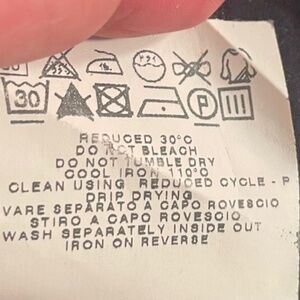 30
P
REDUCED 30°C
DO NOT BLEACH
DO NOT TUMBLE DRY
COOL IRON 110°C
CLEAN USING REDUCED CYCLE - P
DRIP DRYING
VARE SEPARATO A CAPO ROVESCIO
STIRO A CAPO ROVESCIO
WASH SEPARATELY INSIDE OUT
IRON ON REVERSE